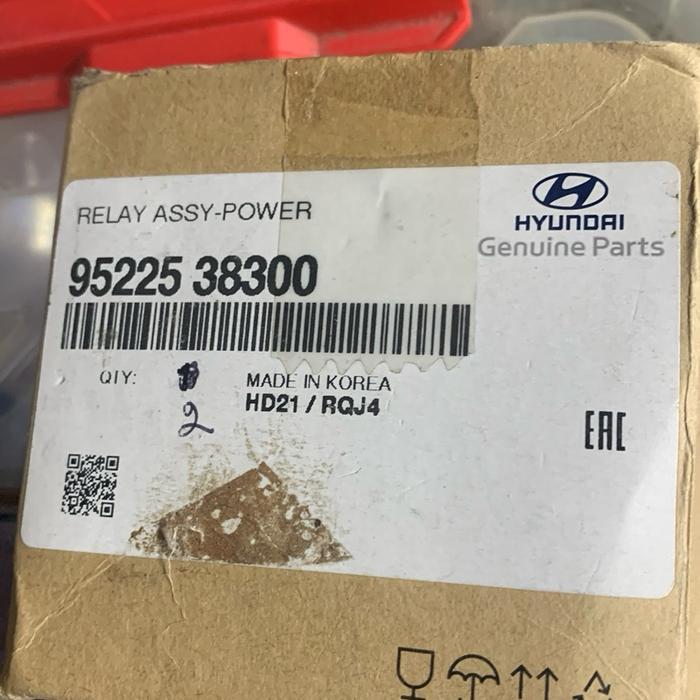 RELAY ASSY-POWER
HYUNDAI
Genuine Parts
95225 38300
QTY:
2
MADE IN KOREA
HD21 / RQJ4
EAC